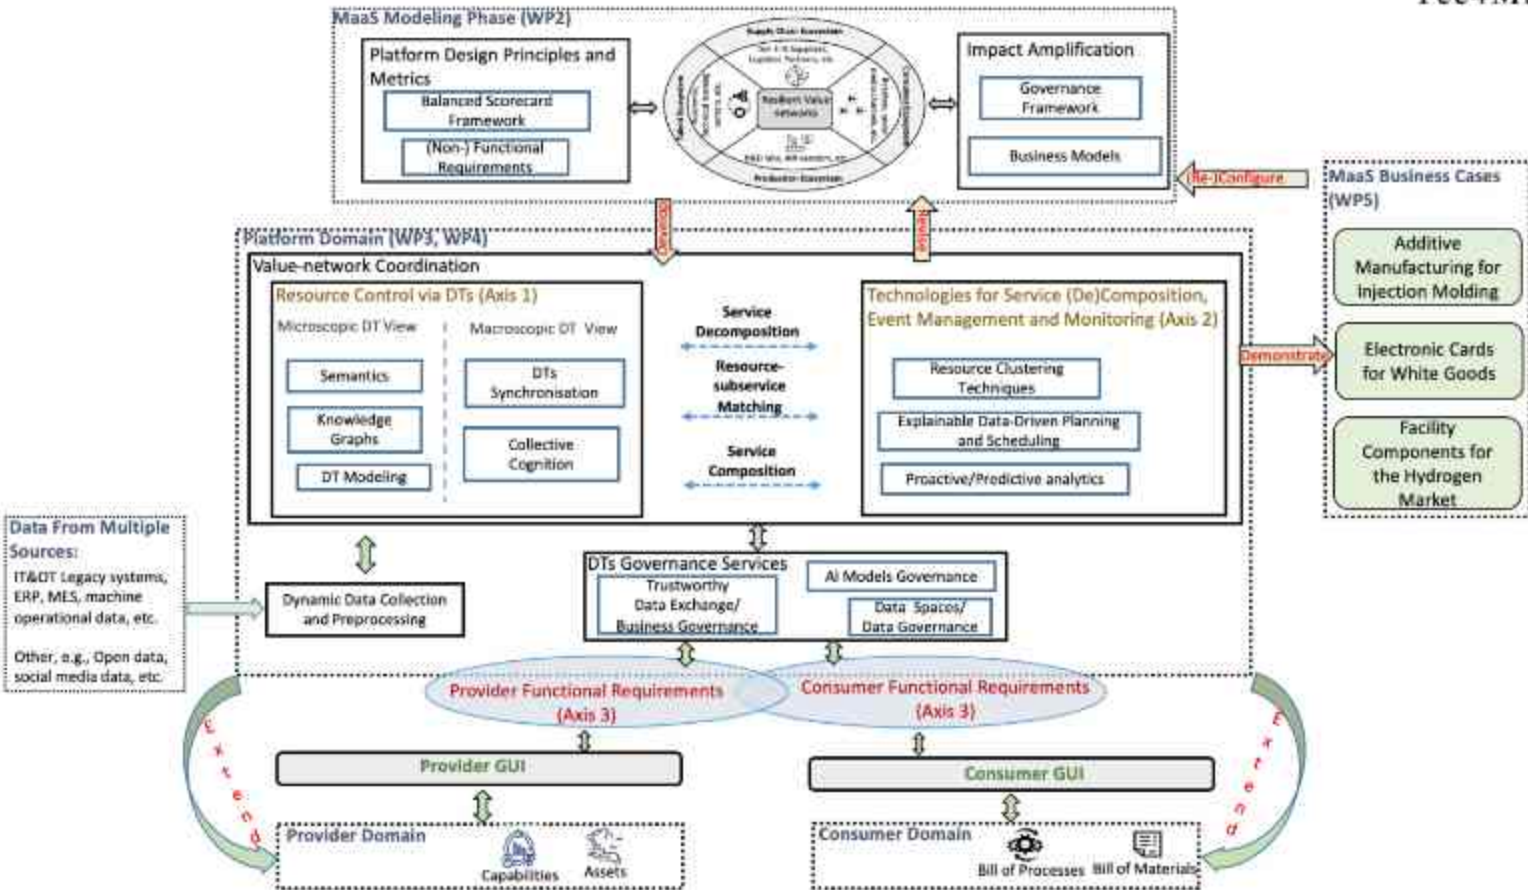 MaaS Modeling Phase (WP2)
Platform Design Principles and
Metrics
Balanced Scorecard
Framework
(Non-) Functional
Requirements
Supply Chain Ecosystem
Resilient Value
networks
Production Ecosystem
Impact Amplification
Governance
Framework
Business Models
(Re-)Configure
MaaS Business Cases
(WP5)
Additive
Manufacturing for
Injection Molding
Electronic Cards
for White Goods
Facility
Components for
the Hydrogen
Market
Revise
Demonstrate
Platform Domain (WP3, WP4)
Value-network Coordination
Resource Control via DTs (Axis 1)
Microscopic DT View
Semantics
Knowledge
Graphs
DT Modeling
Macroscopic DT View
DTs
Synchronisation
Collective
Cognition
Service
Decomposition
Resource-
subservice
Matching
Service
Composition
Technologies for Service (De)Composition,
Event Management and Monitoring (Axis 2)
Resource Clustering
Techniques
Explainable Data-Driven Planning
and Scheduling
Proactive/Predictive analytics
Data From Multiple
Sources:
IT&OT Legacy systems,
ERP, MES, machine
operational data, etc.
Other, e.g., Open data,
social media data, etc.
Dynamic Data Collection
and Preprocessing
DTs Governance Services
Trustworthy
Data Exchange/
Business Governance
AI Models Governance
Data Spaces/
Data Governance
Provider Functional Requirements
(Axis 3)
Consumer Functional Requirements
(Axis 3)
Extend
Extend
Provider GUI
Consumer GUI
Provider Domain
Capabilities
Assets
Consumer Domain
Bill of Processes
Bill of Materials